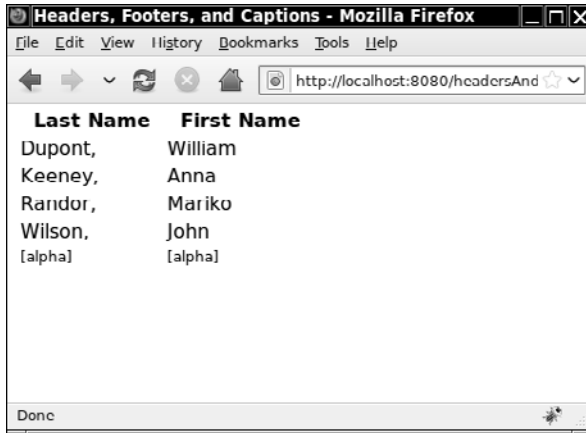 Headers, Footers, and Captions - Mozilla Firefox
File Edit View History Bookmarks Tools Help
http://localhost:8080/headersAnd
Last Name First Name
Dupont, William
Keeney, Anna
Randor, Mariko
Wilson, John
[alpha] [alpha]
Done